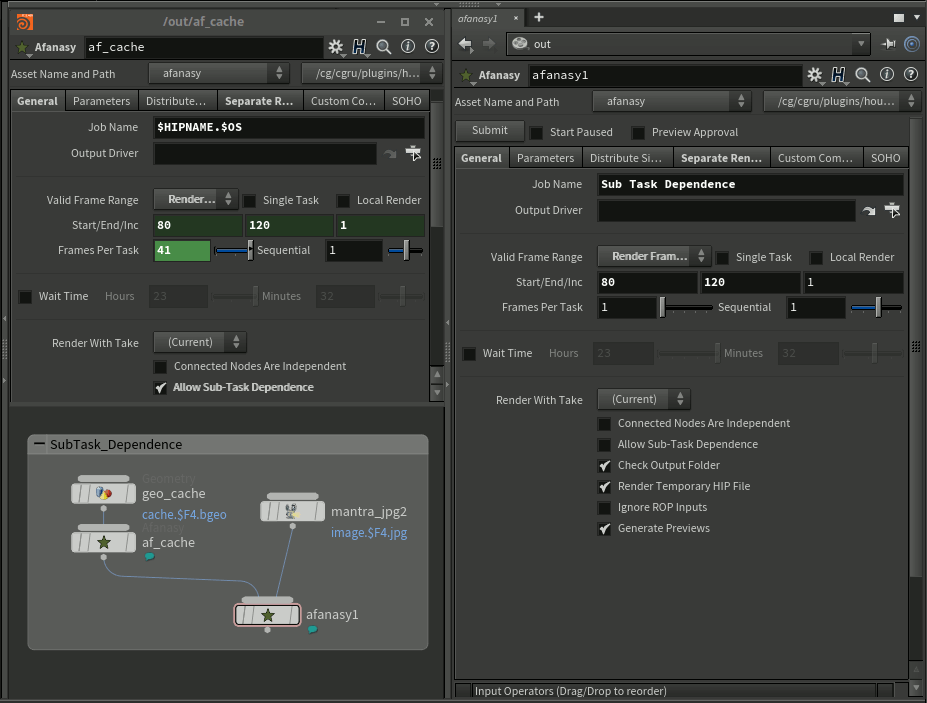 /out/af_cache
Afanasy af_cache
Asset Name and Path afanasy /cg/cgru/plugins/h...
General Parameters Distribute... Separate R... Custom Co... SOHO
Job Name $HIPNAME.$OS
Output Driver
Valid Frame Range Render... Single Task Local Render
Start/End/Inc 80 120 1
Frames Per Task 41 Sequential 1
Wait Time Hours 23 Minutes 32
Render With Take (Current)
Connected Nodes Are Independent
Allow Sub-Task Dependence
SubTask_Dependence
Geometry
geo_cache
cache.$F4.bgeo
Afanasy
af_cache
mantra_jpg2
image.$F4.jpg
afanasy1
afanasy1
out
Afanasy afanasy1
Asset Name and Path afanasy /cg/cgru/plugins/hou...
Submit Start Paused Preview Approval
General Parameters Distribute Si... Separate Ren... Custom Com... SOHO
Job Name Sub Task Dependence
Output Driver
Valid Frame Range Render Fram... Single Task Local Render
Start/End/Inc 80 120 1
Frames Per Task 1 Sequential 1
Wait Time Hours 23 Minutes 32
Render With Take (Current)
Connected Nodes Are Independent
Allow Sub-Task Dependence
Check Output Folder
Render Temporary HIP File
Ignore ROP Inputs
Generate Previews
Input Operators (Drag/Drop to reorder)